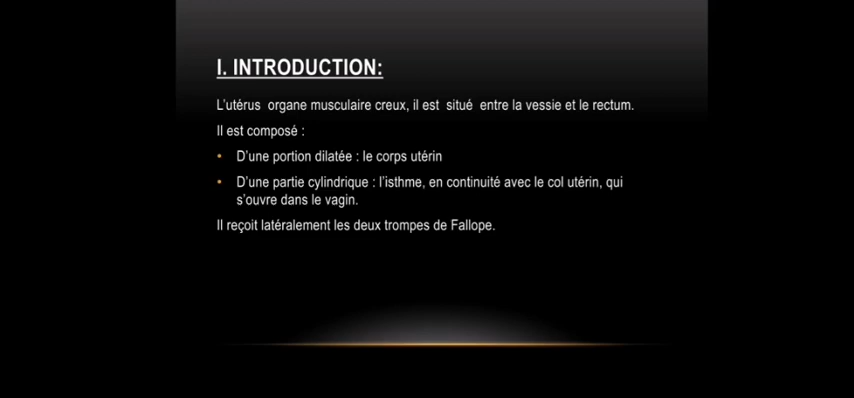 I. INTRODUCTION:
L'utérus organe musculaire creux, il est situé entre la vessie et le rectum.
Il est composé :
• D'une portion dilatée : le corps utérin
• D'une partie cylindrique : l'isthme, en continuité avec le col utérin, qui
s'ouvre dans le vagin.
Il reçoit latéralement les deux trompes de Fallope.